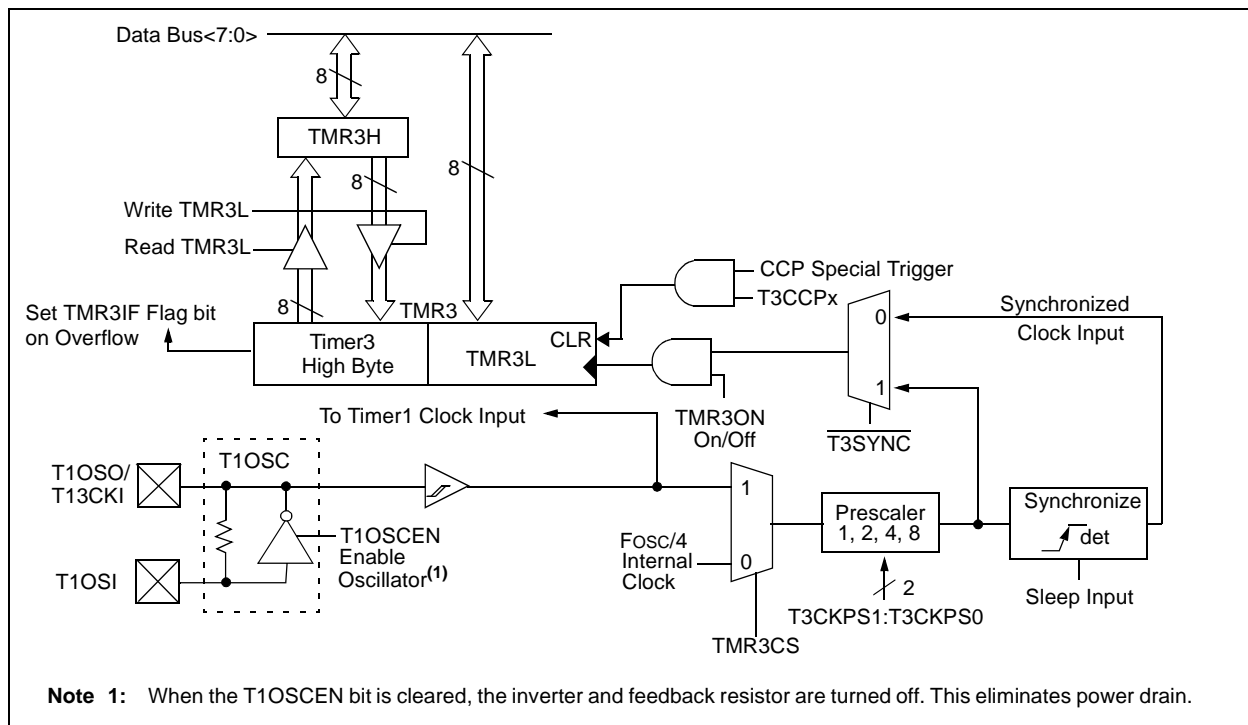 Data Bus<7:0>
8
TMR3H
8
8
Write TMR3L
Read TMR3L
8
TMR3
CCP Special Trigger
T3CCPx
Set TMR3IF Flag bit
on Overflow
Timer3
High Byte
TMR3L
CLR
0
1
Synchronized
Clock Input
TMR3ON
On/Off
T3SYNC
To Timer1 Clock Input
T1OSC
T1OSO/
T13CKI
T1OSI
T1OSCEN
Enable
Oscillator(1)
FOSC/4
Internal
Clock
1
0
TMR3CS
Prescaler
1, 2, 4, 8
2
T3CKPS1:T3CKPS0
Synchronize
det
Sleep Input
Note 1: When the T1OSCEN bit is cleared, the inverter and feedback resistor are turned off. This eliminates power drain.